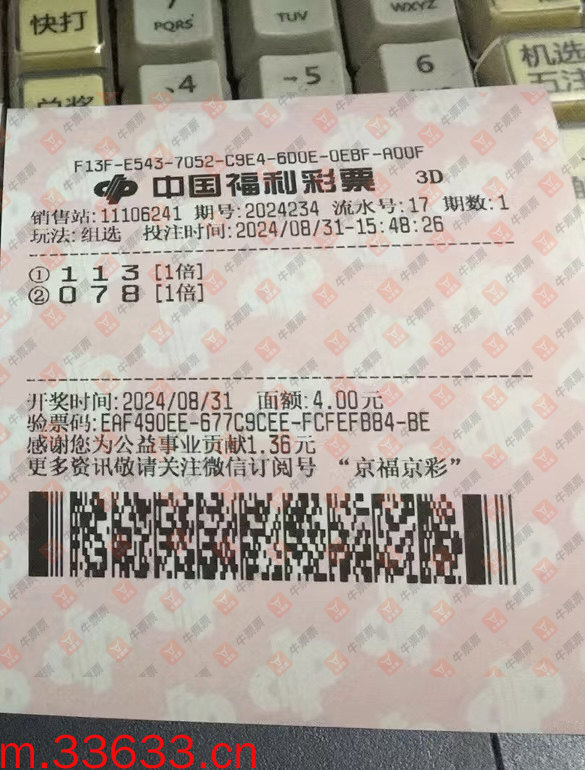 快打
7
PQRS
TUV
WXYZ
4
5
6
机选
F13F-E543-7052-C9E4-6D0E-0EBF-A00F
中国福利彩票 3D
销售站:11106241 期号:2024234 流水号:17 期数:1
玩法:组选 投注时间:2024/08/31-15:48:26
① 1 1 3 [1倍]
② 0 7 8 [1倍]
开奖时间:2024/08/31 面额:4.00元
验票码:EAF490EE-677C9CEE-FCFEFB84-BE
感谢您为公益事业贡献1.36元
更多资讯敬请关注微信订阅号 “京福京彩”
牛票票
m.33633.cn